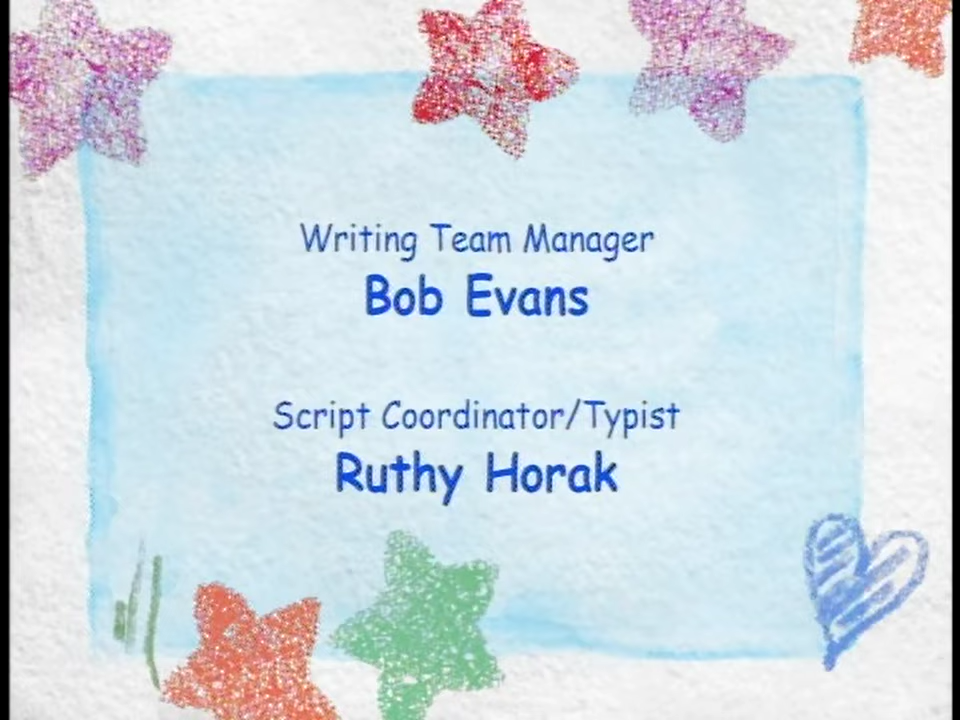 Writing Team Manager
Bob Evans
Script Coordinator/Typist
Ruthy Horak